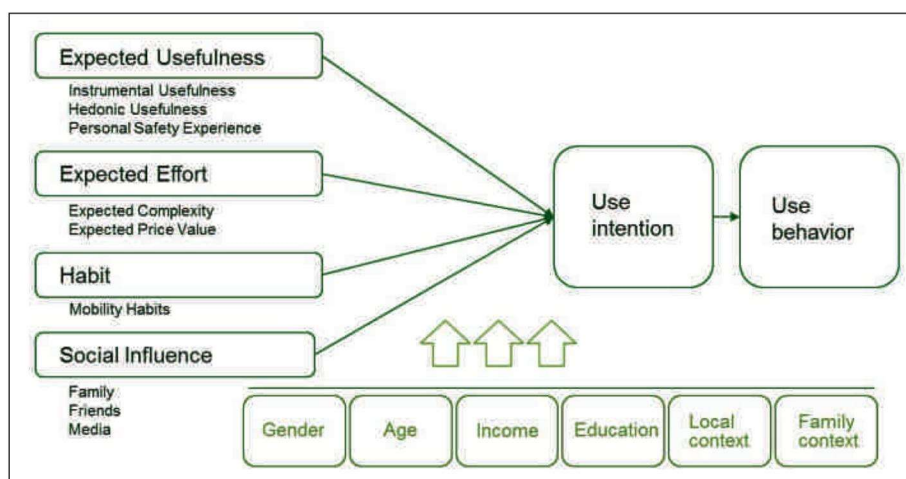 Expected Usefulness
Instrumental Usefulness
Hedonic Usefulness
Personal Safety Experience
Expected Effort
Expected Complexity
Expected Price Value
Habit
Mobility Habits
Social Influence
Family
Friends
Media
Use
intention
Use
behavior
Gender
Age
Income
Education
Local
context
Family
context